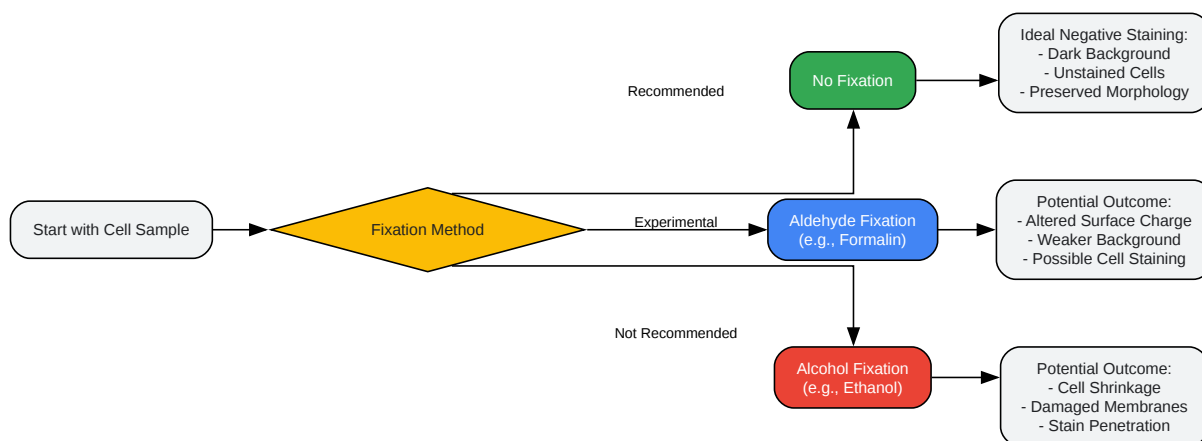 Start with Cell Sample
Fixation Method
Recommended
Experimental
Not Recommended
No Fixation
Aldehyde Fixation
(e.g., Formalin)
Alcohol Fixation
(e.g., Ethanol)
Ideal Negative Staining:
- Dark Background
- Unstained Cells
- Preserved Morphology
Potential Outcome:
- Altered Surface Charge
- Weaker Background
- Possible Cell Staining
Potential Outcome:
- Cell Shrinkage
- Damaged Membranes
- Stain Penetration